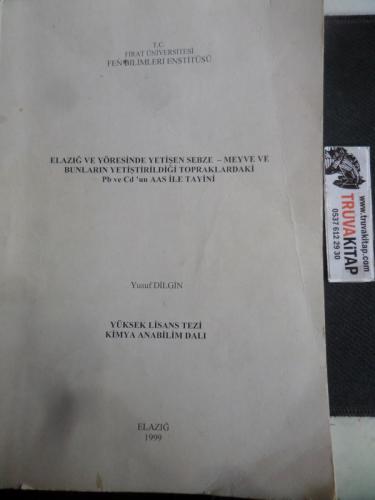 T.C.
FIRAT ÜNİVERSİTESİ
FEN BİLİMLERİ ENSTİTÜSÜ
ELAZIĞ VE YÖRESİNDE YETİŞEN SEBZE – MEYVE VE
BUNLARIN YETİŞTİRİLDİĞİ TOPRAKLARDAKİ
Pb ve Cd 'un AAS İLE TAYİNİ
Yusuf DİLGİN
YÜKSEK LİSANS TEZİ
KİMYA ANABİLİM DALI
ELAZIĞ
1999
www.truvakitap.com
TRUVAKİTAP
0537 612 29 30